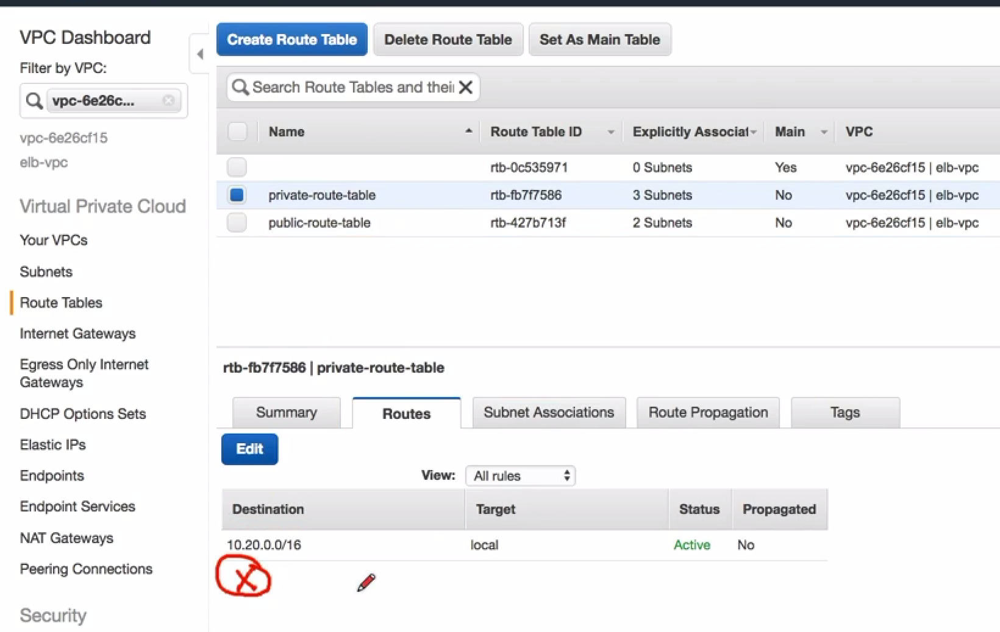 VPC Dashboard
Filter by VPC:
vpc-6e26c...
vpc-6e26cf15
elb-vpc
Virtual Private Cloud
Your VPCs
Subnets
Route Tables
Internet Gateways
Egress Only Internet
Gateways
DHCP Options Sets
Elastic IPs
Endpoints
Endpoint Services
NAT Gateways
Peering Connections
Security
Create Route Table Delete Route Table Set As Main Table
Search Route Tables and thei
Name Route Table ID Explicitly Associat Main VPC
rtb-0c535971 0 Subnets Yes vpc-6e26cf15 | elb-vpc
private-route-table rtb-fb7f7586 3 Subnets No vpc-6e26cf15 | elb-vpc
public-route-table rtb-427b713f 2 Subnets No vpc-6e26cf15 | elb-vpc
rtb-fb7f7586 | private-route-table
Summary Routes Subnet Associations Route Propagation Tags
Edit
View: All rules
Destination Target Status Propagated
10.20.0.0/16 local Active No
X